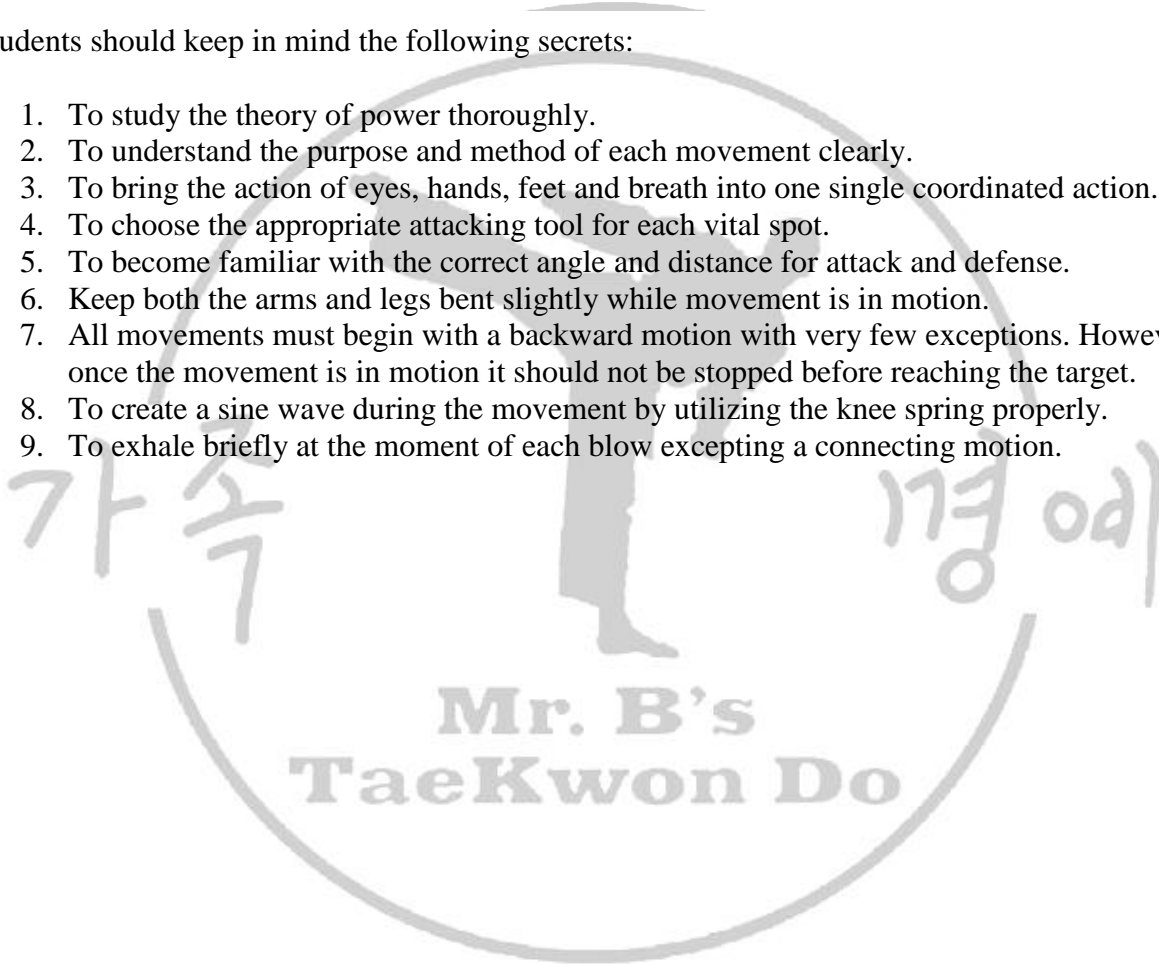 udents should keep in mind the following secrets:
1. To study the theory of power thoroughly.
2. To understand the purpose and method of each movement clearly.
3. To bring the action of eyes, hands, feet and breath into one single coordinated action.
4. To choose the appropriate attacking tool for each vital spot.
5. To become familiar with the correct angle and distance for attack and defense.
6. Keep both the arms and legs bent slightly while movement is in motion.
7. All movements must begin with a backward motion with very few exceptions. Howev
once the movement is in motion it should not be stopped before reaching the target.
8. To create a sine wave during the movement by utilizing the knee spring properly.
9. To exhale briefly at the moment of each blow excepting a connecting motion.
가족 명예
Mr. B's
TaeKwon Do